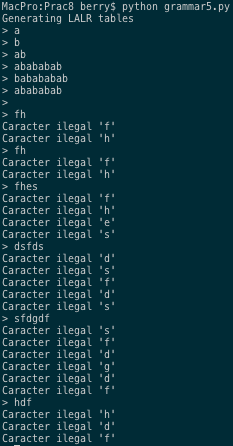 MacPro:Prac8 berry$ python grammar5.py
Generating LALR tables
> a
> b
> ab
> abababab
> babababab
> abababab
>
> fh
Caracter ilegal 'f'
Caracter ilegal 'h'
> fh
Caracter ilegal 'f'
Caracter ilegal 'h'
> fhes
Caracter ilegal 'f'
Caracter ilegal 'h'
Caracter ilegal 'e'
Caracter ilegal 's'
> dsfds
Caracter ilegal 'd'
Caracter ilegal 's'
Caracter ilegal 'f'
Caracter ilegal 'd'
Caracter ilegal 's'
> sfdgdf
Caracter ilegal 's'
Caracter ilegal 'f'
Caracter ilegal 'd'
Caracter ilegal 'g'
Caracter ilegal 'd'
Caracter ilegal 'f'
> hdf
Caracter ilegal 'h'
Caracter ilegal 'd'
Caracter ilegal 'f'